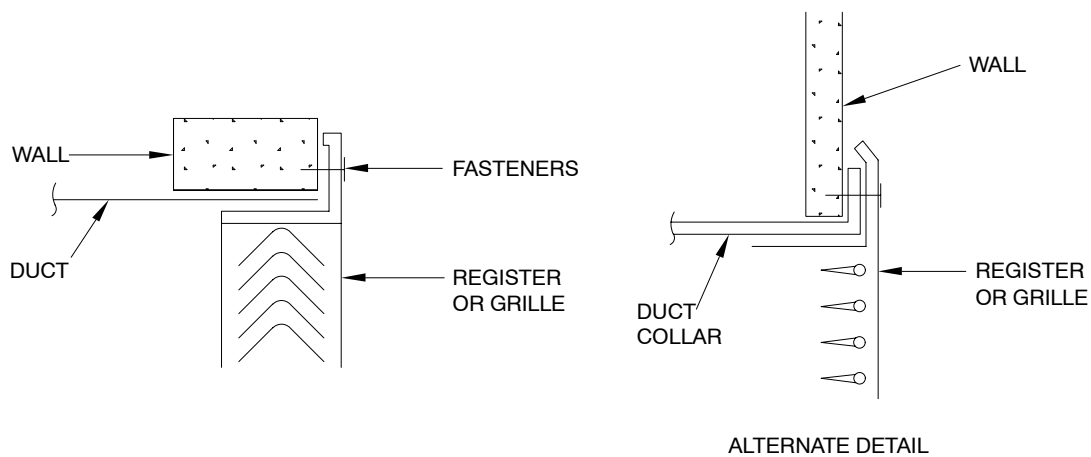 WALL
FASTENERS
DUCT
REGISTER
OR GRILLE
WALL
REGISTER
OR GRILLE
DUCT
COLLAR
ALTERNATE DETAIL